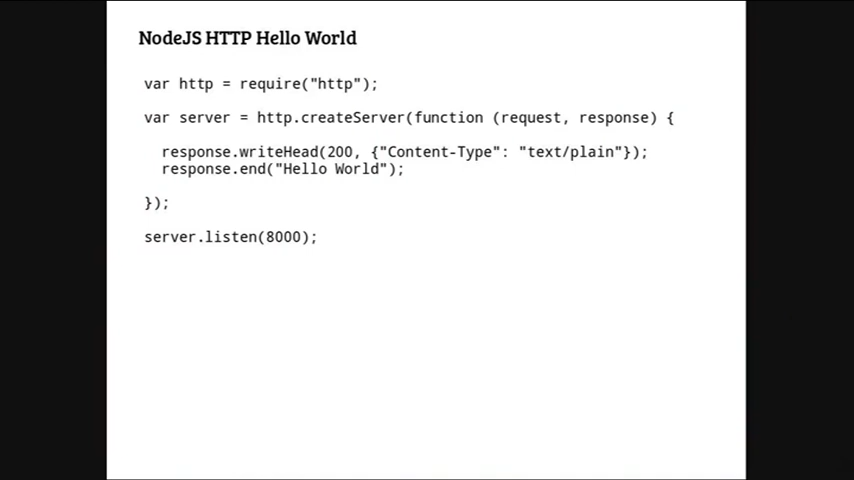 NodeJS HTTP Hello World
var http = require("http");
var server = http.createServer(function (request, response) {
response.writeHead(200, {"Content-Type": "text/plain"});
response.end("Hello World");
});
server.listen(8000);